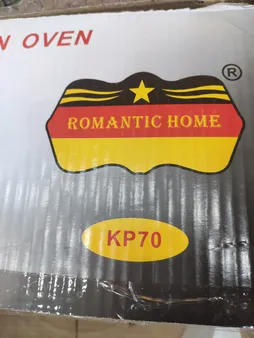 N OVEN
®
ROMANTIC HOME
KP70